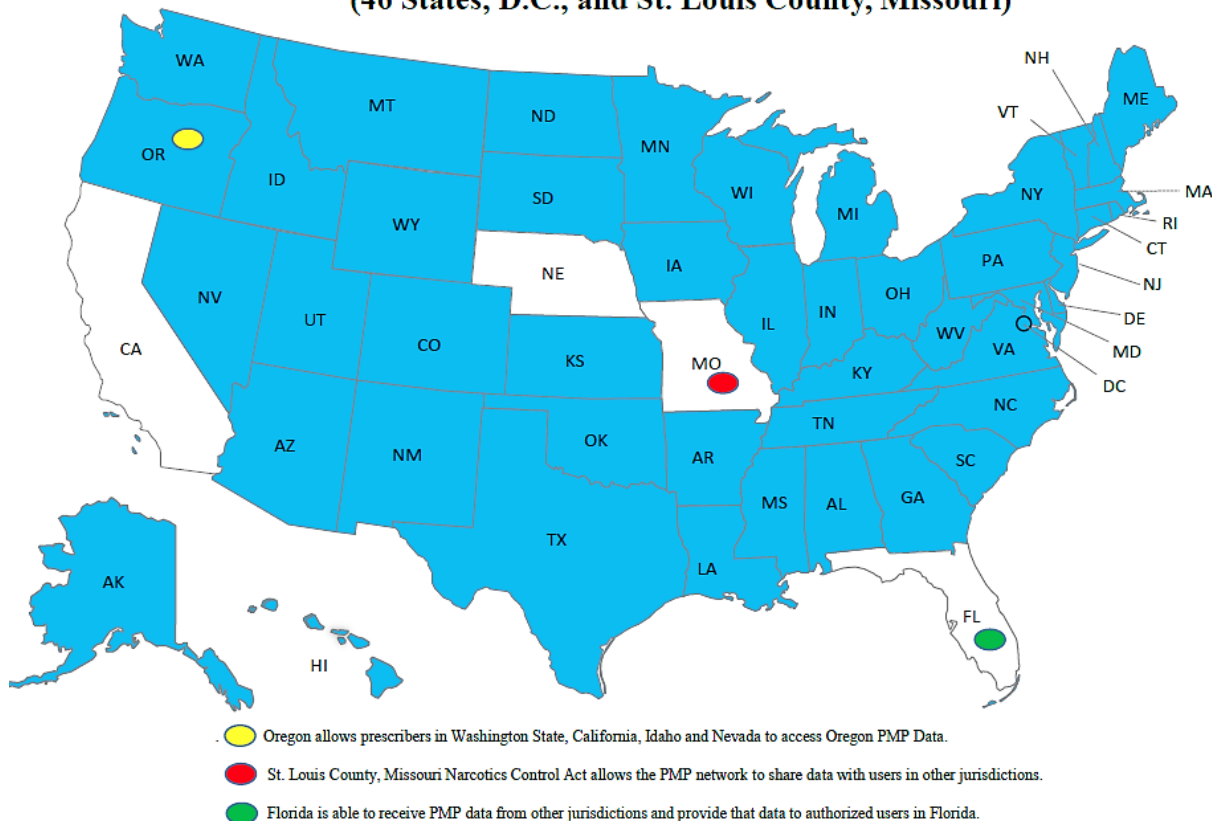 (46 States, D.C., and St. Louis County, Missouri)
NH
WA
ME
MT
ND
VT
OR
MN
ID
WI
NY
MA
SD
MI
RI
WY
CT
PA
NE
IA
NJ
NV
OH
IN
UT
IL
DE
WV
CO
VA
CA
MD
KS
MO
KY
DC
NC
TN
OK
AZ
NM
AR
SC
GA
MS
AL
TX
LA
AK
FL
HI
. Oregon allows prescribers in Washington State, California, Idaho and Nevada to access Oregon PMP Data.
St. Louis County, Missouri Narcotics Control Act allows the PMP network to share data with users in other jurisdictions.
Florida is able to receive PMP data from other jurisdictions and provide that data to authorized users in Florida.